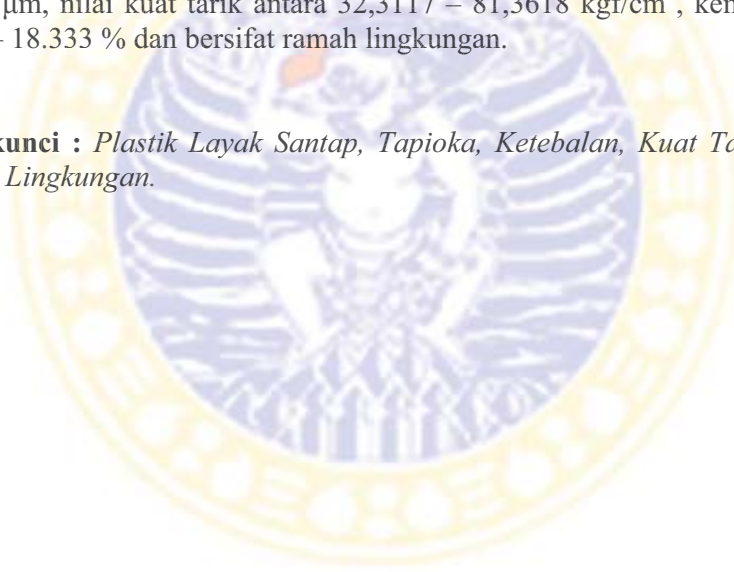 μm, nilai kuat tarik antara 32,3117 – 81,3618 kgf/cm , kem
– 18.333 % dan bersifat ramah lingkungan.
kunci : Plastik Layak Santap, Tapioka, Ketebalan, Kuat Ta
Lingkungan.